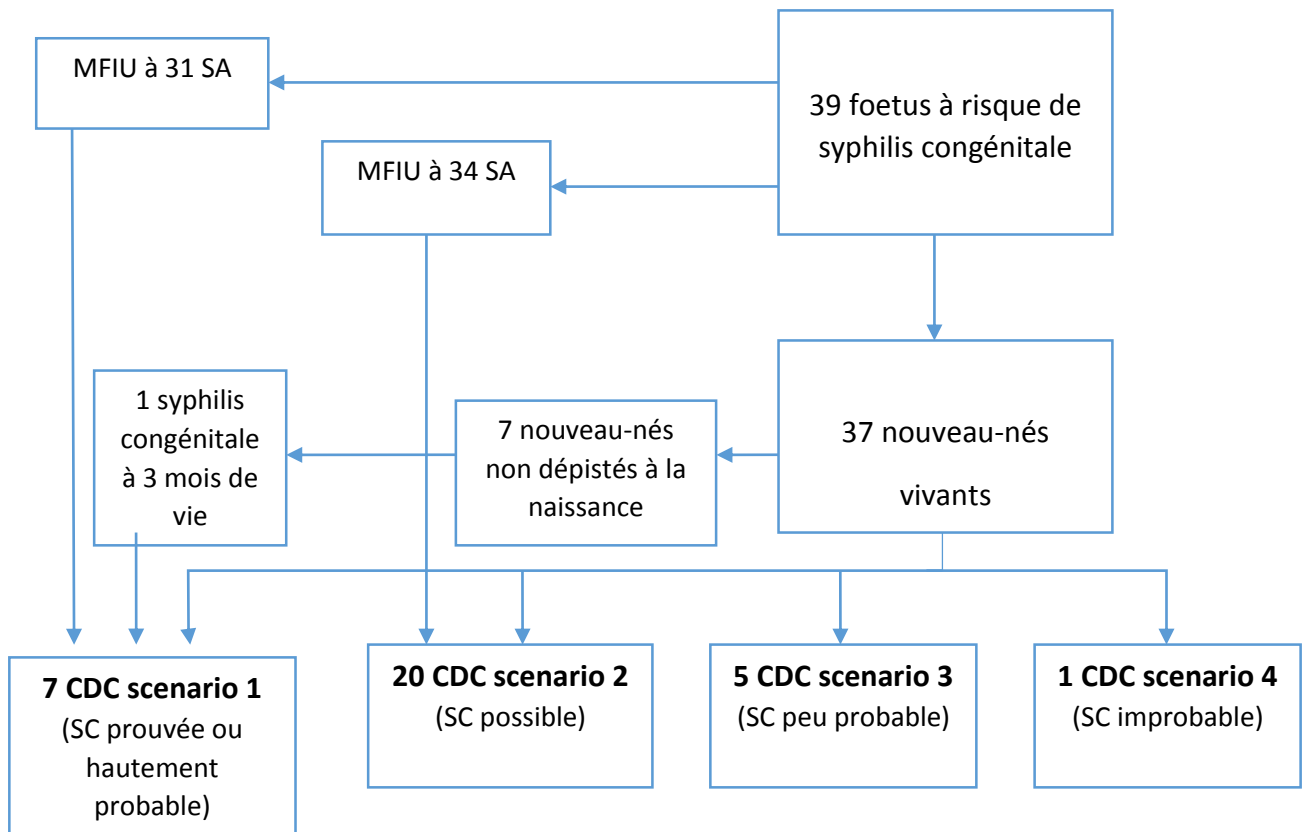 MFIU à 31 SA
39 foetus à risque de
syphilis congénitale
MFIU à 34 SA
1 syphilis
congénitale
à 3 mois de
vie
7 nouveau-nés
non dépistés à la
naissance
37 nouveau-nés
vivants
7 CDC scenario 1
(SC prouvée ou
hautement
probable)
20 CDC scenario 2
(SC possible)
5 CDC scenario 3
(SC peu probable)
1 CDC scenario 4
(SC improbable)